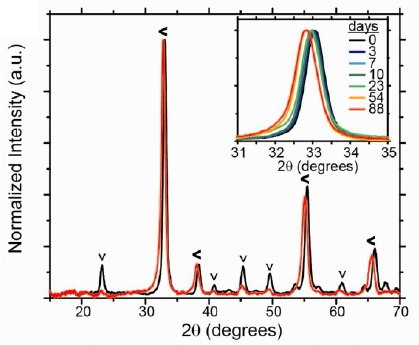 Normalized Intensity (a.u.)
days
0
3
7
10
23
54
88
31 32 33 34 35
2θ (degrees)
< < < <
v v v v v
20 30 40 50 60 70
2θ (degrees)